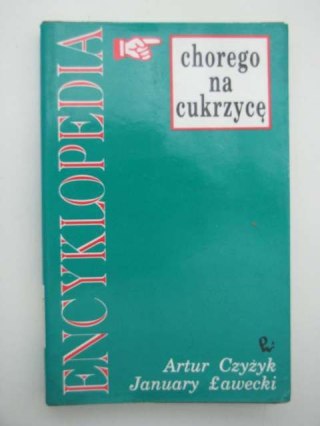 ENCYKLOPEDIA
chorego
na
cukrzycę
Artur Czyżyk
January Ławecki